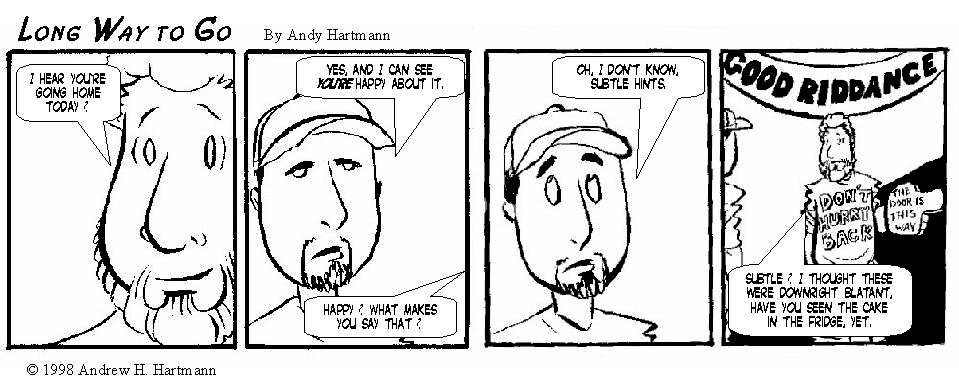 LONG WAY TO GO
By Andy Hartmann
I HEAR YOU'RE
GOING HOME
TODAY ?
YES, AND I CAN SEE
YOU'RE HAPPY ABOUT IT.
HAPPY ? WHAT MAKES
YOU SAY THAT ?
OH, I DON'T KNOW,
SUBTLE HINTS.
GOOD RIDDANCE
DON'T
HURRY
BACK
THE
DOOR IS
THIS
WAY
SUBTLE ? I THOUGHT THESE
WERE DOWNRIGHT BLATANT,
HAVE YOU SEEN THE CAKE
IN THE FRIDGE, YET.
© 1998 Andrew H. Hartmann